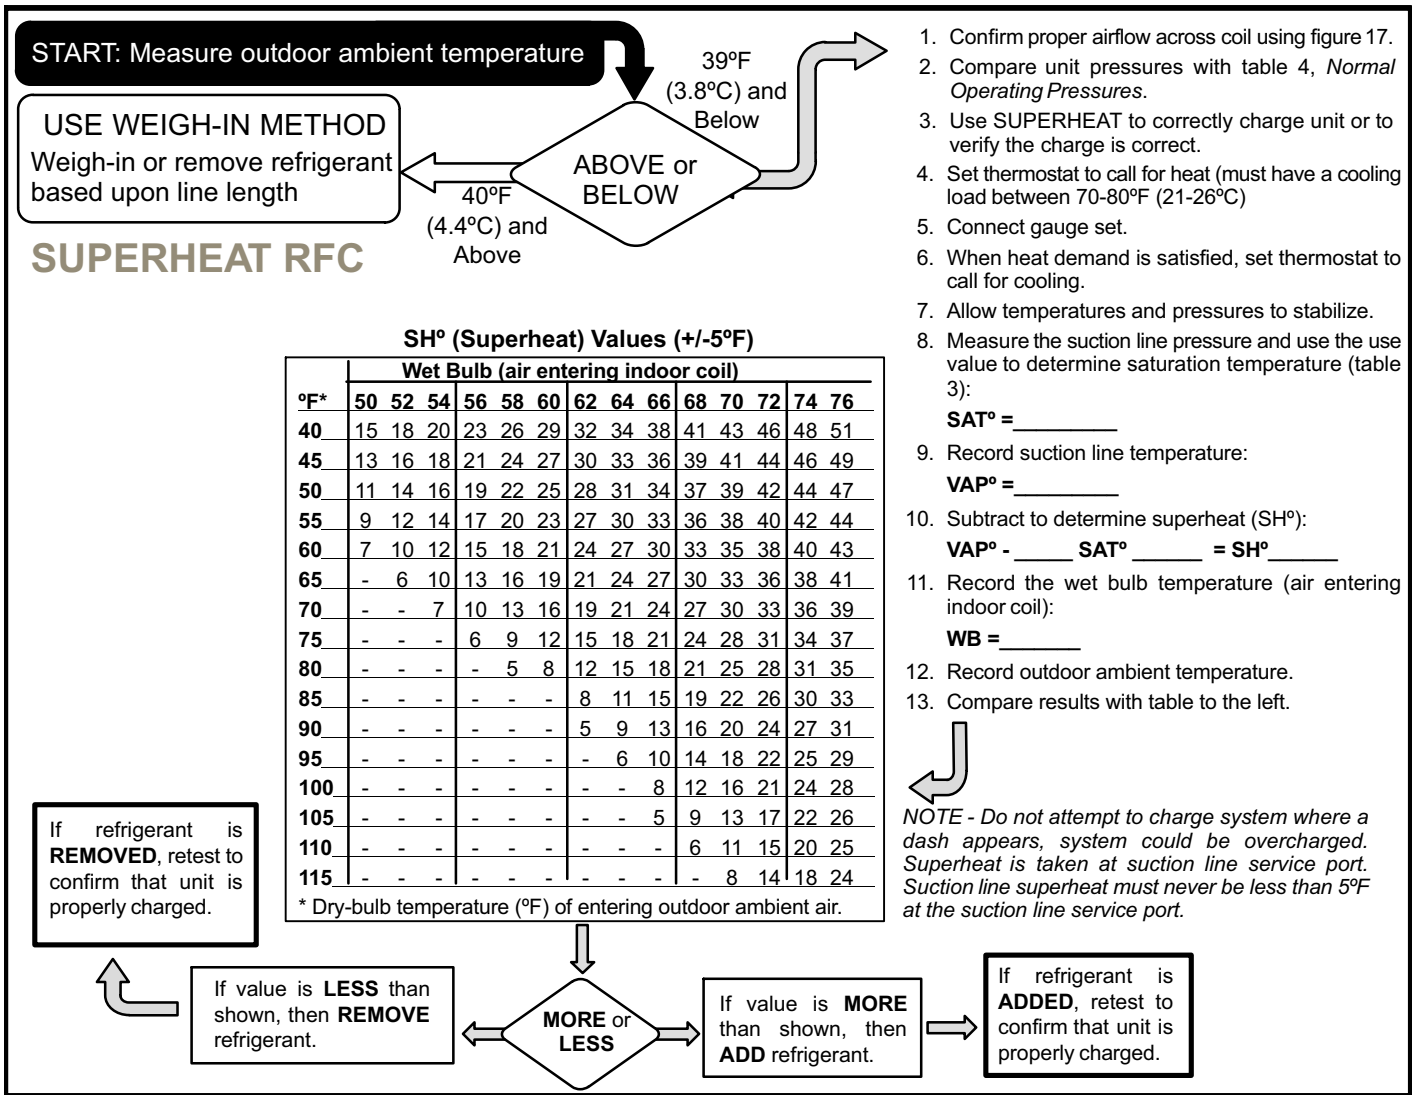 START: Measure outdoor ambient temperature
USE WEIGH-IN METHOD
Weigh-in or remove refrigerant
based upon line length
ABOVE or
BELOW
39ºF
(3.8ºC) and
Below
40ºF
(4.4ºC) and
Above
SUPERHEAT RFC
1. Confirm proper airflow across coil using figure 17.
2. Compare unit pressures with table 4, Normal
Operating Pressures.
3. Use SUPERHEAT to correctly charge unit or to
verify the charge is correct.
4. Set thermostat to call for heat (must have a cooling
load between 70-80ºF (21-26ºC)
5. Connect gauge set.
6. When heat demand is satisfied, set thermostat to
call for cooling.
7. Allow temperatures and pressures to stabilize.
8. Measure the suction line pressure and use the use
value to determine saturation temperature (table
3):
SATº =_________
9. Record suction line temperature:
VAPº =_________
10. Subtract to determine superheat (SHº):
VAPº - _____ SATº ______ = SHº______
11. Record the wet bulb temperature (air entering
indoor coil):
WB =_______
12. Record outdoor ambient temperature.
13. Compare results with table to the left.
NOTE - Do not attempt to charge system where a
dash appears, system could be overcharged.
Superheat is taken at suction line service port.
Suction line superheat must never be less than 5ºF
at the suction line service port.
SHº (Superheat) Values (+/-5ºF)
Wet Bulb (air entering indoor coil)
ºF* 50 52 54 56 58 60 62 64 66 68 70 72 74 76
40 15 18 20 23 26 29 32 34 38 41 43 46 48 51
45 13 16 18 21 24 27 30 33 36 39 41 44 46 49
50 11 14 16 19 22 25 28 31 34 37 39 42 44 47
55 9 12 14 17 20 23 27 30 33 36 38 40 42 44
60 7 10 12 15 18 21 24 27 30 33 35 38 40 43
65 - 6 10 13 16 19 21 24 27 30 33 36 38 41
70 - - 7 10 13 16 19 21 24 27 30 33 36 39
75 - - - 6 9 12 15 18 21 24 28 31 34 37
80 - - - - 5 8 12 15 18 21 25 28 31 35
85 - - - - - - 8 11 15 19 22 26 30 33
90 - - - - - - 5 9 13 16 20 24 27 31
95 - - - - - - - 6 10 14 18 22 25 29
100 - - - - - - - - 8 12 16 21 24 28
105 - - - - - - - - 5 9 13 17 22 26
110 - - - - - - - - - 6 11 15 20 25
115 - - - - - - - - - - 8 14 18 24
* Dry-bulb temperature (ºF) of entering outdoor ambient air.
If refrigerant is
REMOVED, retest to
confirm that unit is
properly charged.
If value is LESS than
shown, then REMOVE
refrigerant.
MORE or
LESS
If value is MORE
than shown, then
ADD refrigerant.
If refrigerant is
ADDED, retest to
confirm that unit is
properly charged.